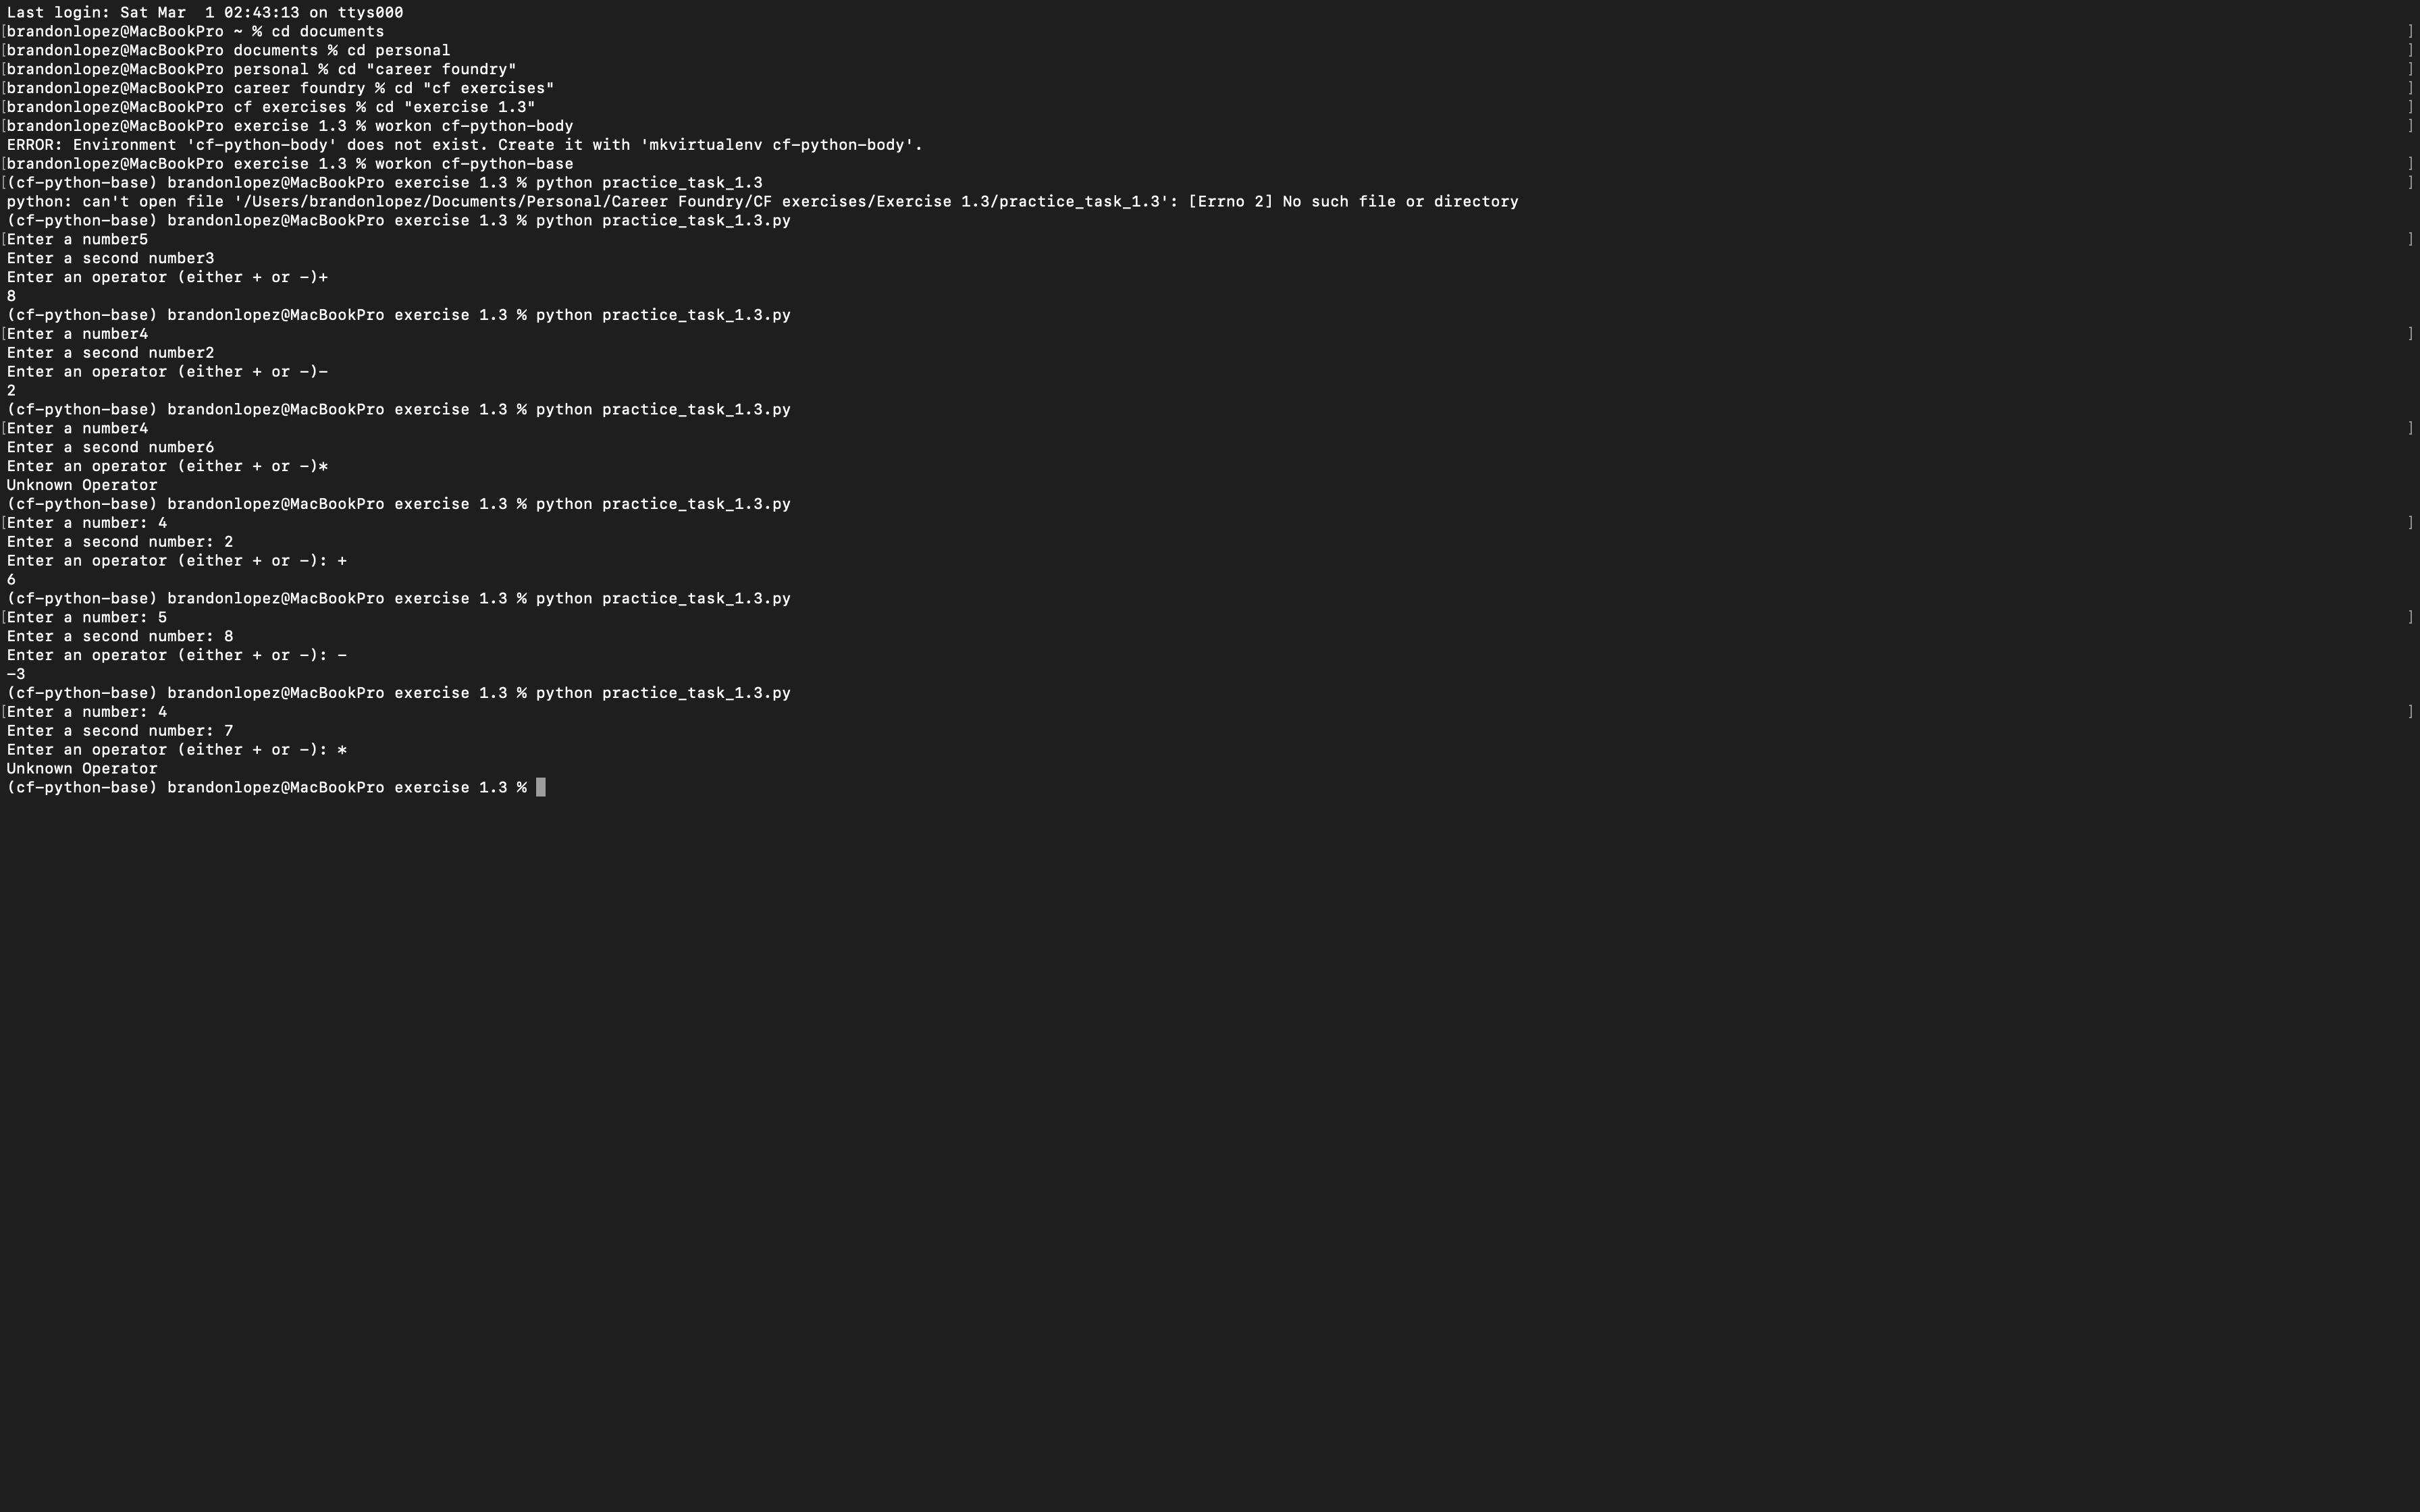 Last login: Sat Mar  1 02:43:13 on ttys000
[brandonlopez@MacBookPro ~ % cd documents ]
[brandonlopez@MacBookPro documents % cd personal ]
[brandonlopez@MacBookPro personal % cd "career foundry" ]
[brandonlopez@MacBookPro career foundry % cd "cf exercises" ]
[brandonlopez@MacBookPro cf exercises % cd "exercise 1.3" ]
[brandonlopez@MacBookPro exercise 1.3 % workon cf-python-body ]
ERROR: Environment 'cf-python-body' does not exist. Create it with 'mkvirtualenv cf-python-body'.
[brandonlopez@MacBookPro exercise 1.3 % workon cf-python-base ]
[(cf-python-base) brandonlopez@MacBookPro exercise 1.3 % python practice_task_1.3 ]
python: can't open file '/Users/brandonlopez/Documents/Personal/Career Foundry/CF exercises/Exercise 1.3/practice_task_1.3': [Errno 2] No such file or directory
(cf-python-base) brandonlopez@MacBookPro exercise 1.3 % python practice_task_1.3.py
[Enter a number5 ]
Enter a second number3
Enter an operator (either + or -)+
8
(cf-python-base) brandonlopez@MacBookPro exercise 1.3 % python practice_task_1.3.py
[Enter a number4 ]
Enter a second number2
Enter an operator (either + or -)-
2
(cf-python-base) brandonlopez@MacBookPro exercise 1.3 % python practice_task_1.3.py
[Enter a number4 ]
Enter a second number6
Enter an operator (either + or -)*
Unknown Operator
(cf-python-base) brandonlopez@MacBookPro exercise 1.3 % python practice_task_1.3.py
[Enter a number: 4 ]
Enter a second number: 2
Enter an operator (either + or -): +
6
(cf-python-base) brandonlopez@MacBookPro exercise 1.3 % python practice_task_1.3.py
[Enter a number: 5 ]
Enter a second number: 8
Enter an operator (either + or -): -
-3
(cf-python-base) brandonlopez@MacBookPro exercise 1.3 % python practice_task_1.3.py
[Enter a number: 4 ]
Enter a second number: 7
Enter an operator (either + or -): *
Unknown Operator
(cf-python-base) brandonlopez@MacBookPro exercise 1.3 %